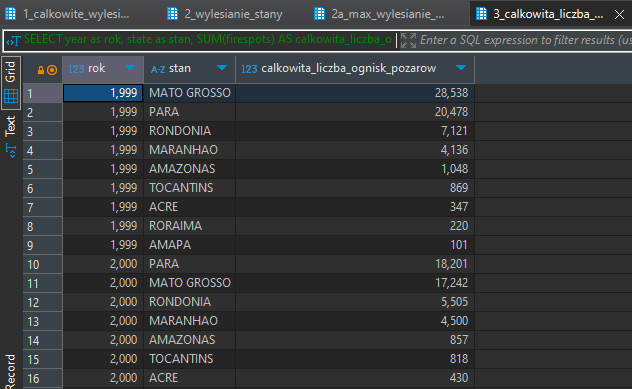 1_calkowite_wylesi... 2_wylesianie_stany 2a_max_wylesianie_... 3_calkowita_liczba_...
SELECT year as rok, state as stan, SUM(firespots) AS calkowita_liczba_o Enter a SQL expression to filter results (us
Grid
Text
Record
123 rok A-Z stan 123 calkowita_liczba_ognisk_pozarow
1 1,999 MATO GROSSO 28,538
2 1,999 PARA 20,478
3 1,999 RONDONIA 7,121
4 1,999 MARANHAO 4,136
5 1,999 AMAZONAS 1,048
6 1,999 TOCANTINS 869
7 1,999 ACRE 347
8 1,999 RORAIMA 220
9 1,999 AMAPA 101
10 2,000 PARA 18,201
11 2,000 MATO GROSSO 17,242
12 2,000 RONDONIA 5,505
13 2,000 MARANHAO 4,500
14 2,000 AMAZONAS 857
15 2,000 TOCANTINS 818
16 2,000 ACRE 430